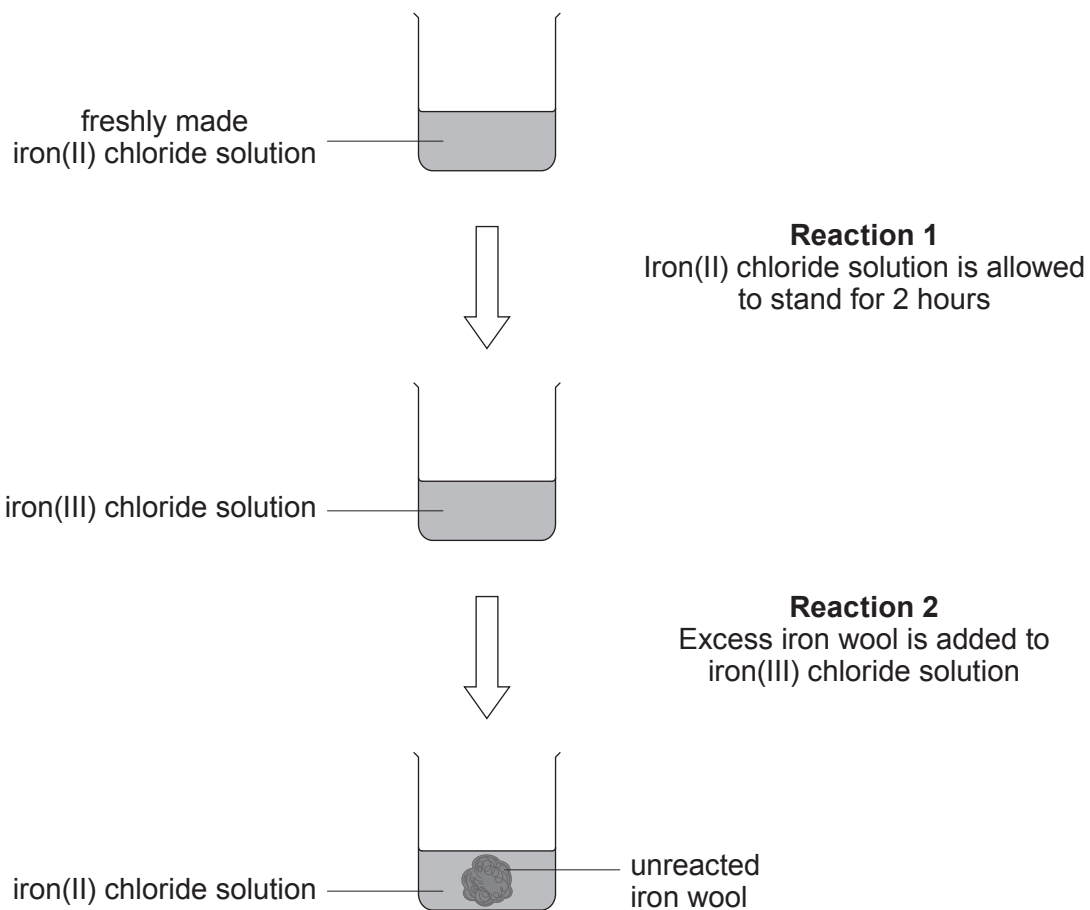 freshly made
iron(II) chloride solution
Reaction 1
Iron(II) chloride solution is allowed
to stand for 2 hours
iron(III) chloride solution
Reaction 2
Excess iron wool is added to
iron(III) chloride solution
iron(II) chloride solution
unreacted
iron wool